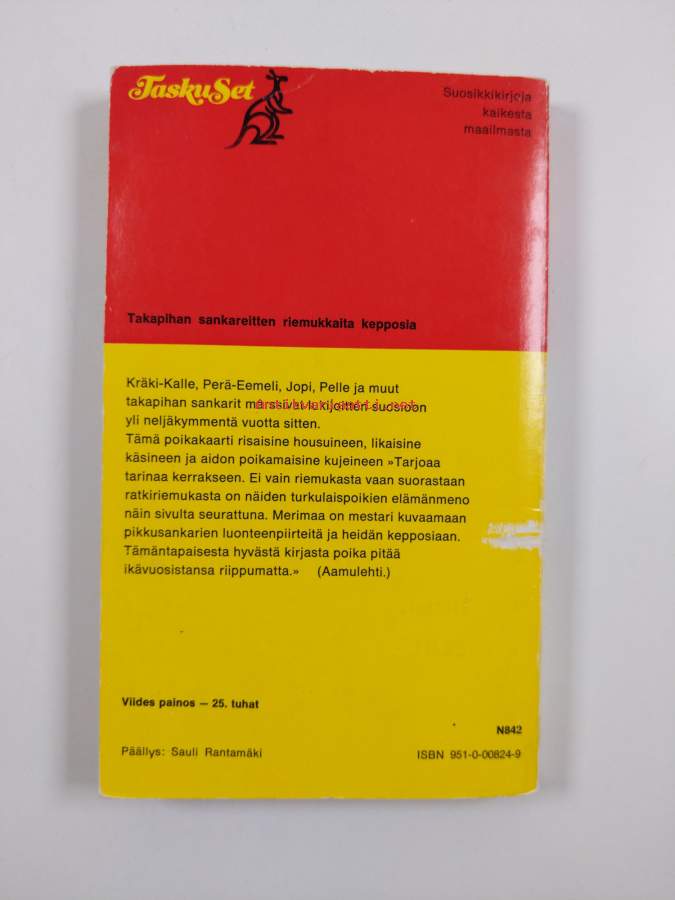 TaskuSet
Suosikkikirjoja
kaikesta
maailmasta
Takapihan sankareitten riemukkaita kepposia
Kräki-Kalle, Perä-Eemeli, Jopi, Pelle ja muut
takapihan sankarit marssivat lukijoitten suosioon
yli neljäkymmentä vuotta sitten.
Tämä poikakaarti risaisine housuineen, likaisine
käsineen ja aidon poikamaisine kujeineen »Tarjoaa
tarinaa kerrakseen. Ei vain riemukasta vaan suorastaan
ratkiriemukasta on näiden turkulaispoikien elämänmeno
näin sivulta seurattuna. Merimaa on mestari kuvaamaan
pikkusankarien luonteenpiirteitä ja heidän kepposiaan.
Tämäntapaisesta hyvästä kirjasta poika pitää
ikävuosistansa riippumatta.» (Aamulehti.)
Viides painos – 25. tuhat
N842
Päällys: Sauli Rantamäki
ISBN 951-0-00824-9